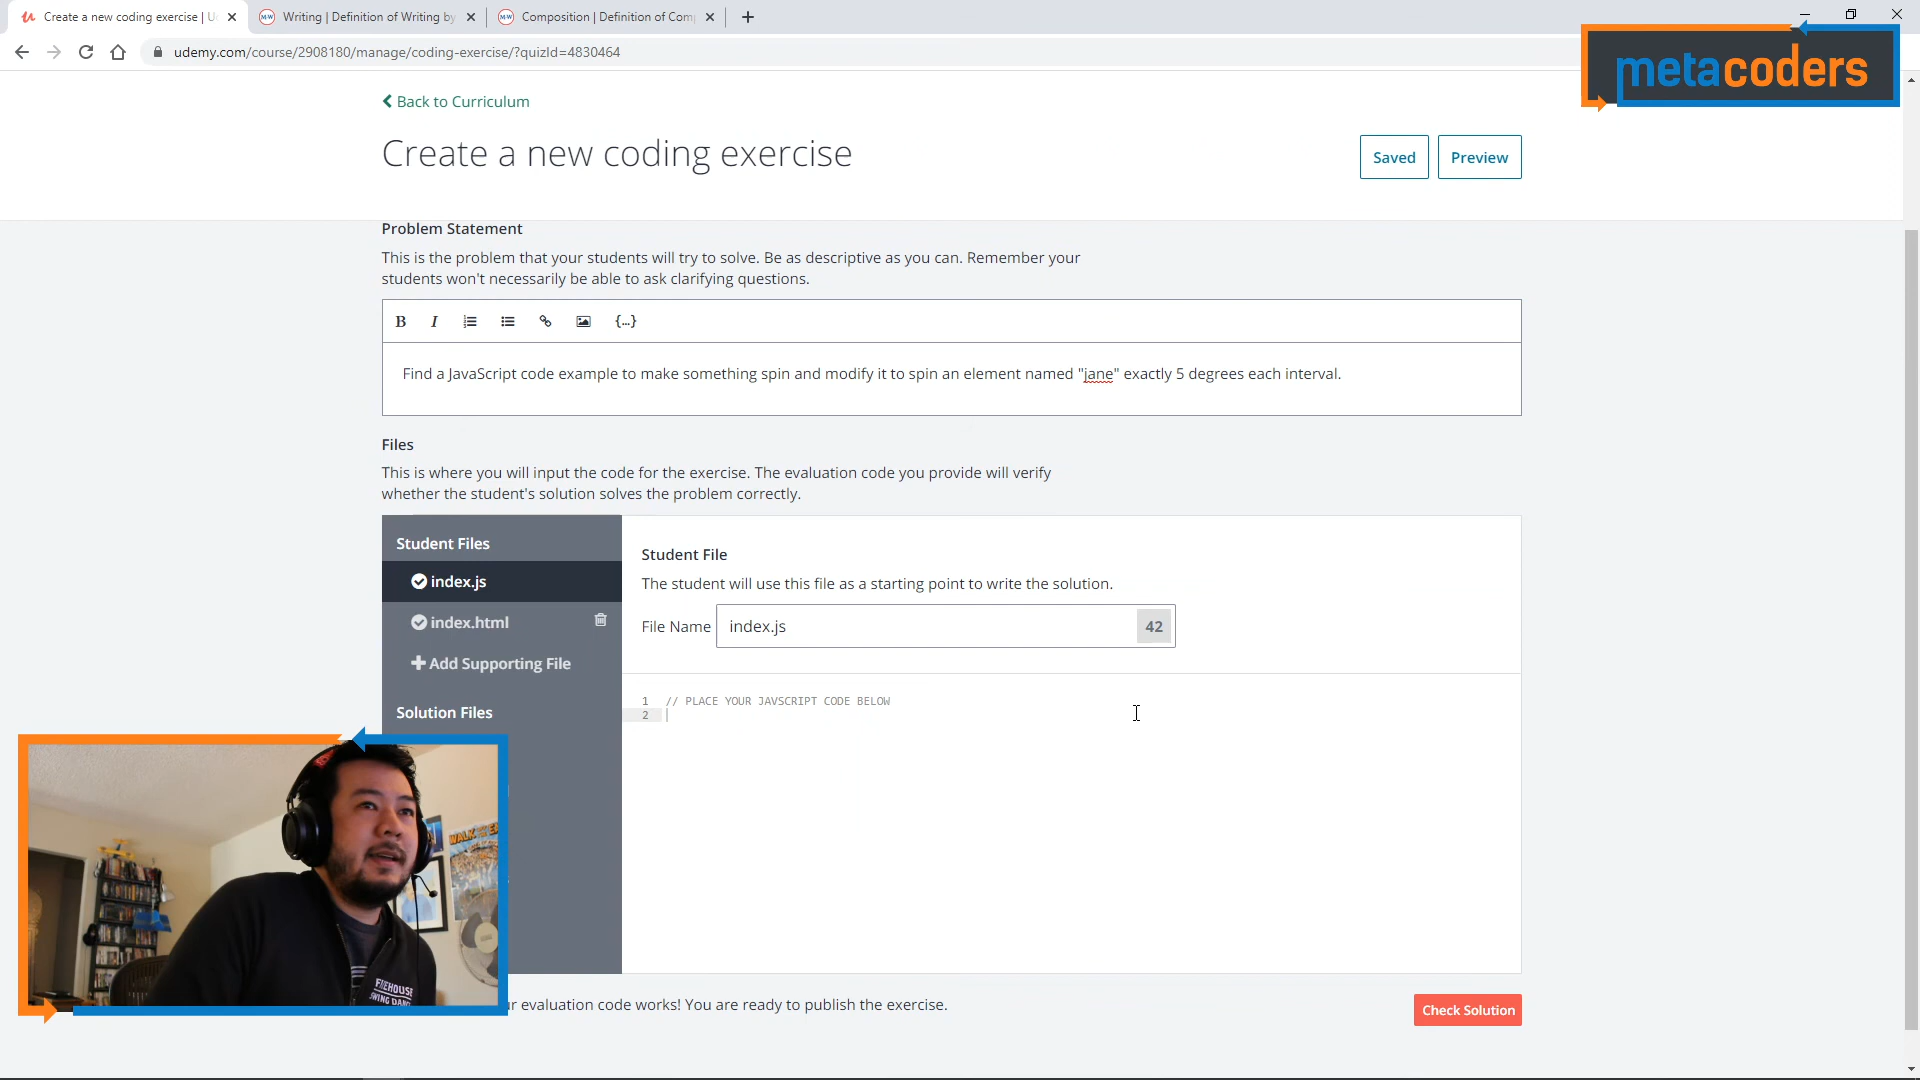 Create a new coding exercise | U
Writing | Definition of Writing by
Composition | Definition of Com
udemy.com/course/2908180/manage/coding-exercise/?quizId=4830464
metacoders
Back to Curriculum
Create a new coding exercise
Saved
Preview
Problem Statement
This is the problem that your students will try to solve. Be as descriptive as you can. Remember your
students won't necessarily be able to ask clarifying questions.
B I {...}
Find a JavaScript code example to make something spin and modify it to spin an element named "jane" exactly 5 degrees each interval.
Files
This is where you will input the code for the exercise. The evaluation code you provide will verify
whether the student's solution solves the problem correctly.
Student Files
index.js
index.html
Add Supporting File
Solution Files
Student File
The student will use this file as a starting point to write the solution.
File Name index.js 42
1 // PLACE YOUR JAVSCRIPT CODE BELOW
2
WALK
FIREHOUSE
SWING DANC
r evaluation code works! You are ready to publish the exercise.
Check Solution